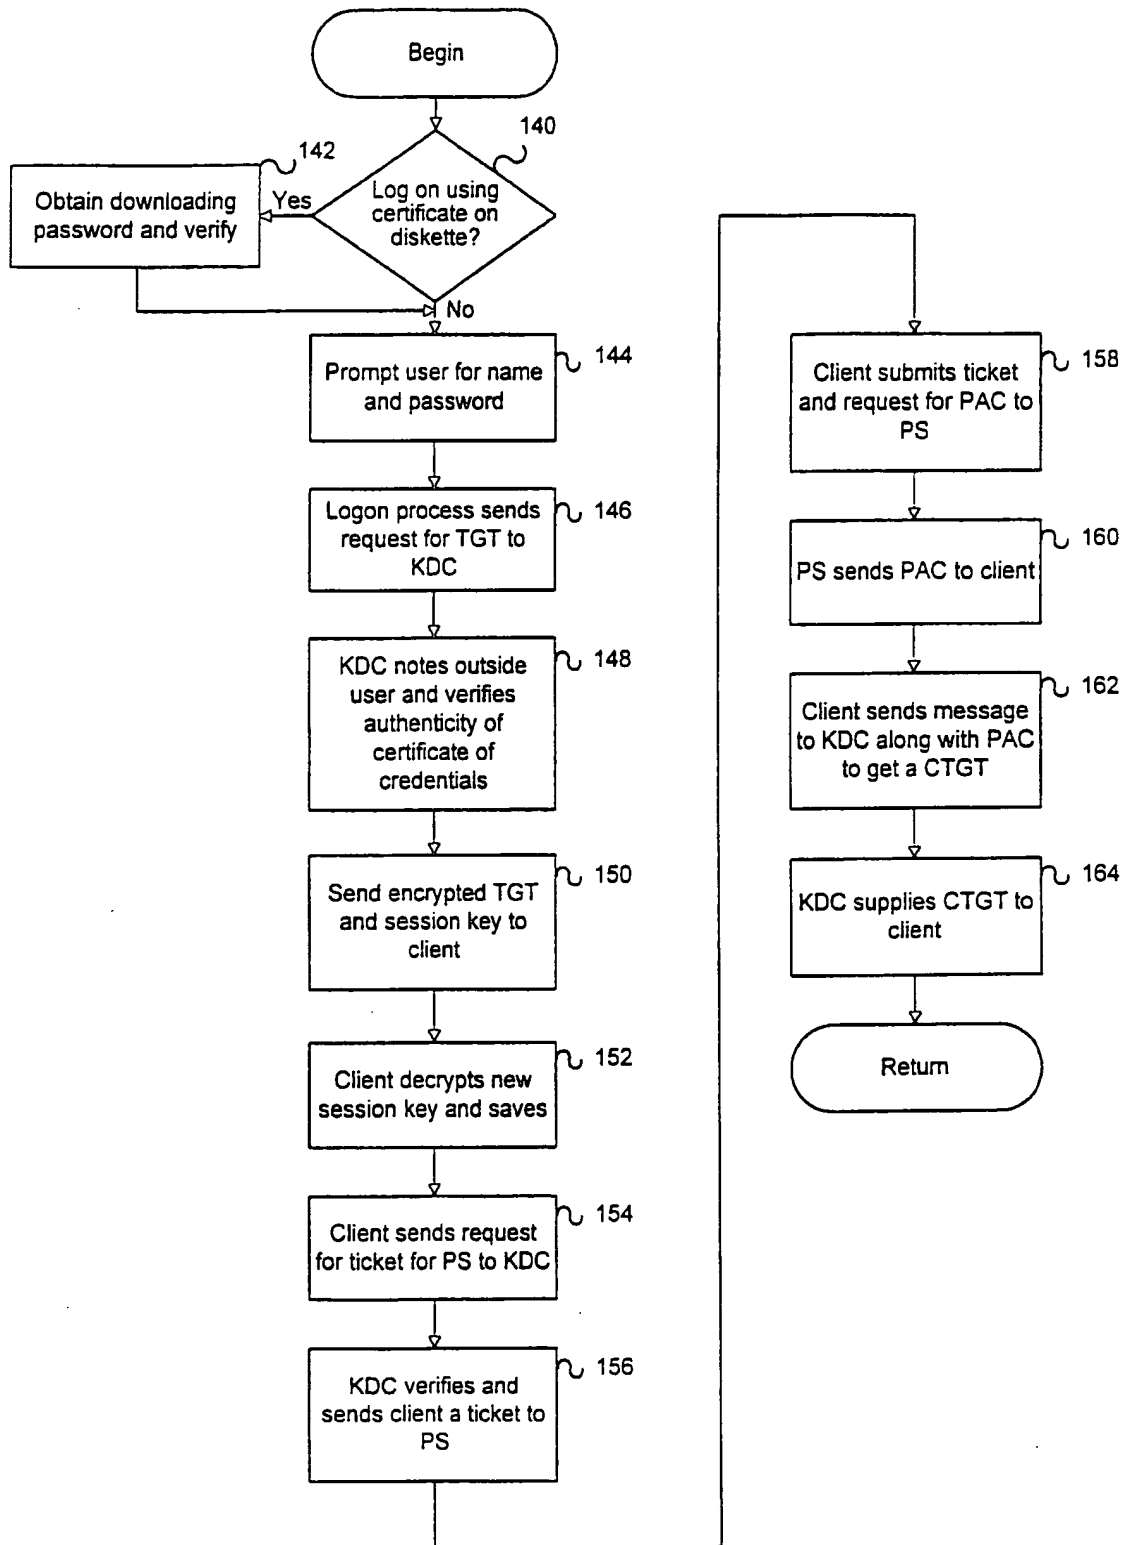 Begin
140
Log on using
certificate on
diskette?
Yes
142
Obtain downloading
password and verify
No
144
Prompt user for name
and password
146
Logon process sends
request for TGT to
KDC
148
KDC notes outside
user and verifies
authenticity of
certificate of
credentials
150
Send encrypted TGT
and session key to
client
152
Client decrypts new
session key and saves
154
Client sends request
for ticket for PS to KDC
156
KDC verifies and
sends client a ticket to
PS
158
Client submits ticket
and request for PAC to
PS
160
PS sends PAC to client
162
Client sends message
to KDC along with PAC
to get a CTGT
164
KDC supplies CTGT to
client
Return